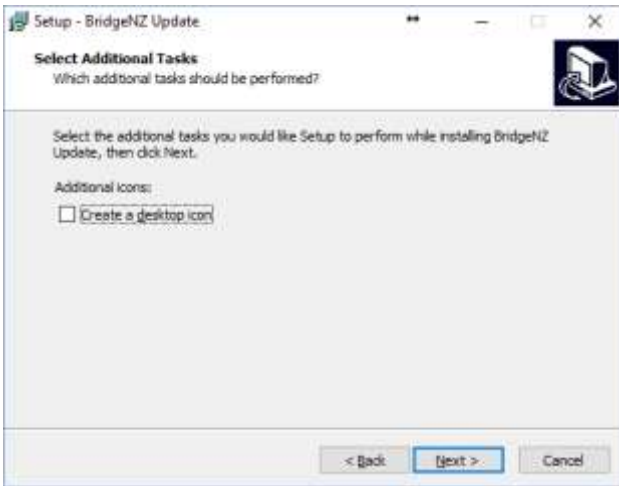 Setup - BridgeNZ Update
Select Additional Tasks
Which additional tasks should be performed?
Select the additional tasks you would like Setup to perform while installing BridgeNZ
Update, then click Next.
Additional icons:
Create a desktop icon
< Back
Next >
Cancel